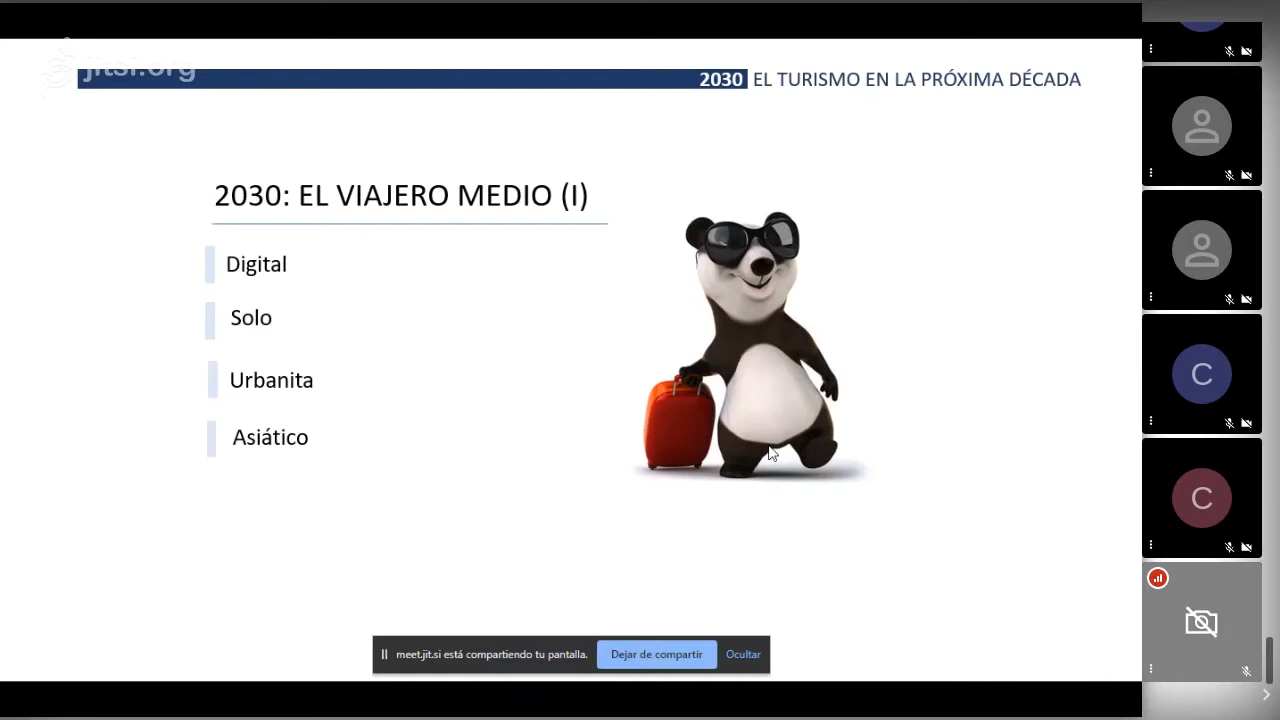 jitsi.org
2030 EL TURISMO EN LA PRÓXIMA DÉCADA
2030: EL VIAJERO MEDIO (I)
Digital
Solo
Urbanita
Asiático
C
C
meet.jit.si está compartiendo tu pantalla. Dejar de compartir Ocultar